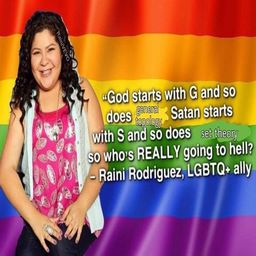 “God starts with G and so
does general topology. Satan starts
with S and so does set theory
so who's REALLY going to hell?
– Raini Rodriguez, LGBTQ+ ally